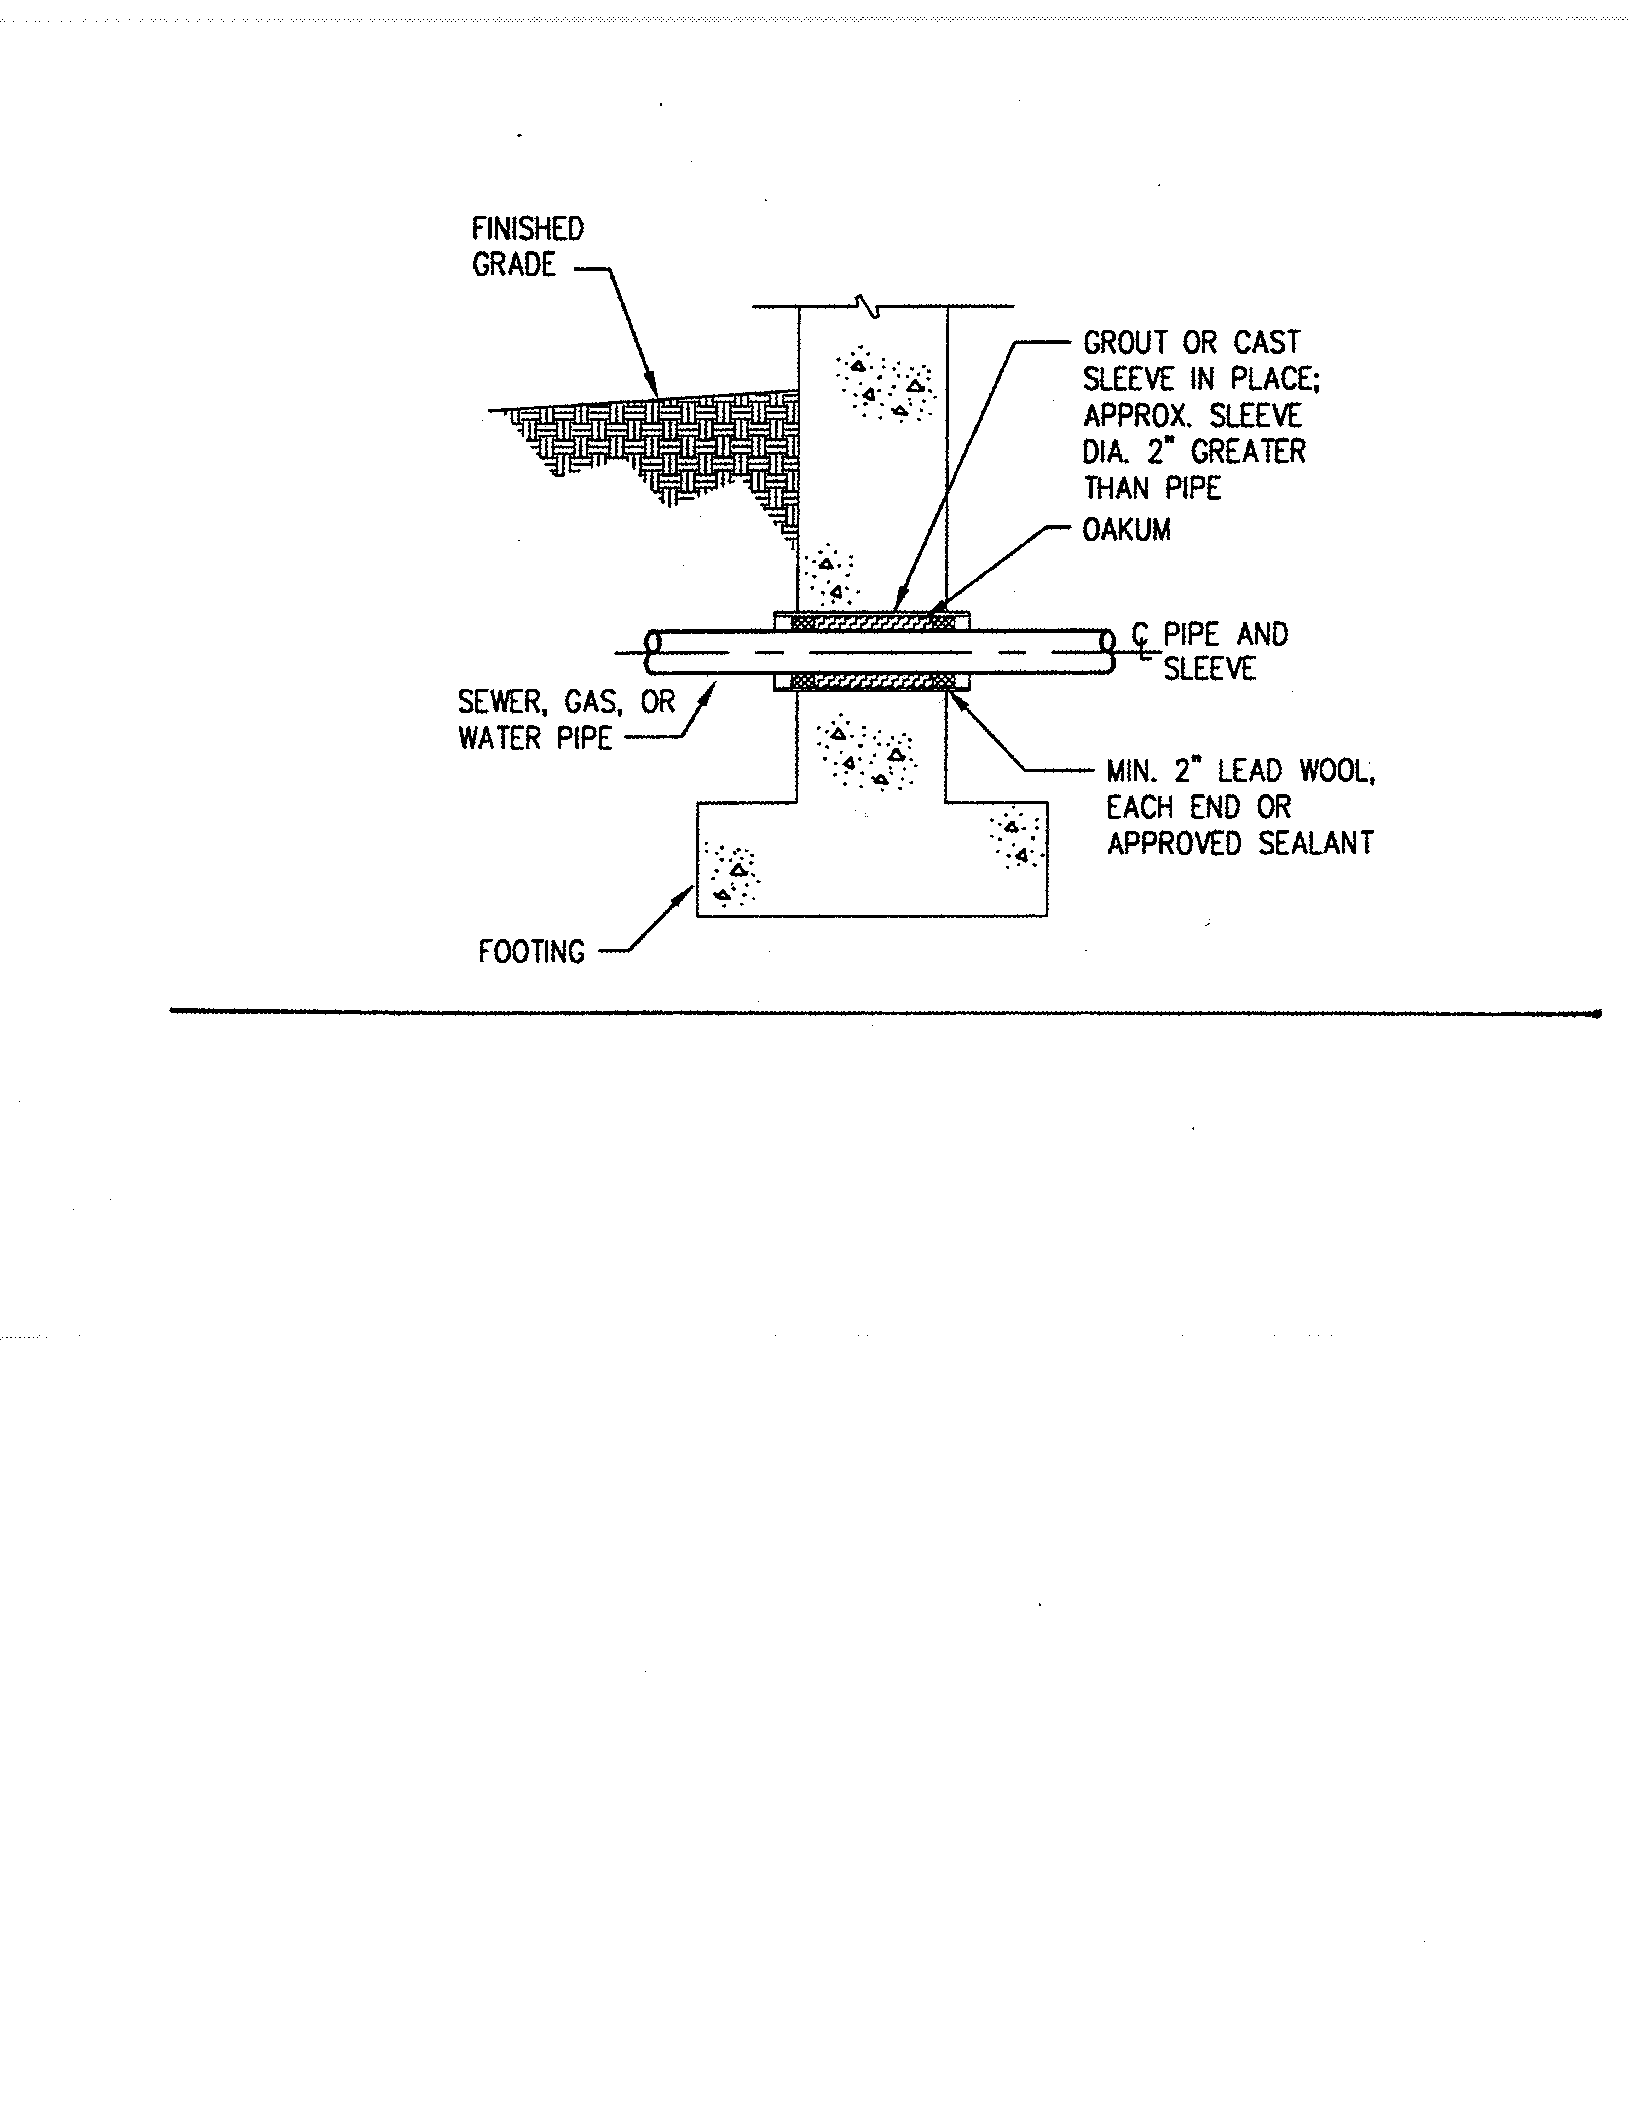 FINISHED
GRADE
GROUT OR CAST
SLEEVE IN PLACE;
APPROX. SLEEVE
DIA. 2" GREATER
THAN PIPE
OAKUM
℄ PIPE AND
SLEEVE
SEWER, GAS, OR
WATER PIPE
MIN. 2" LEAD WOOL,
EACH END OR
APPROVED SEALANT
FOOTING